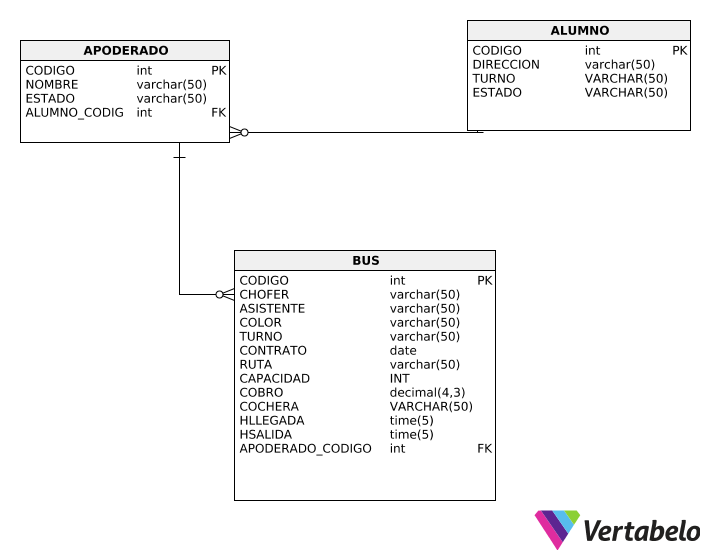 APODERADO
CODIGO int PK
NOMBRE varchar(50)
ESTADO varchar(50)
ALUMNO_CODIG int FK
ALUMNO
CODIGO int PK
DIRECCION varchar(50)
TURNO VARCHAR(50)
ESTADO VARCHAR(50)
BUS
CODIGO int PK
CHOFER varchar(50)
ASISTENTE varchar(50)
COLOR varchar(50)
TURNO varchar(50)
CONTRATO date
RUTA varchar(50)
CAPACIDAD INT
COBRO decimal(4,3)
COCHERA VARCHAR(50)
HLLEGADA time(5)
HSALIDA time(5)
APODERADO_CODIGO int FK
Vertabelo